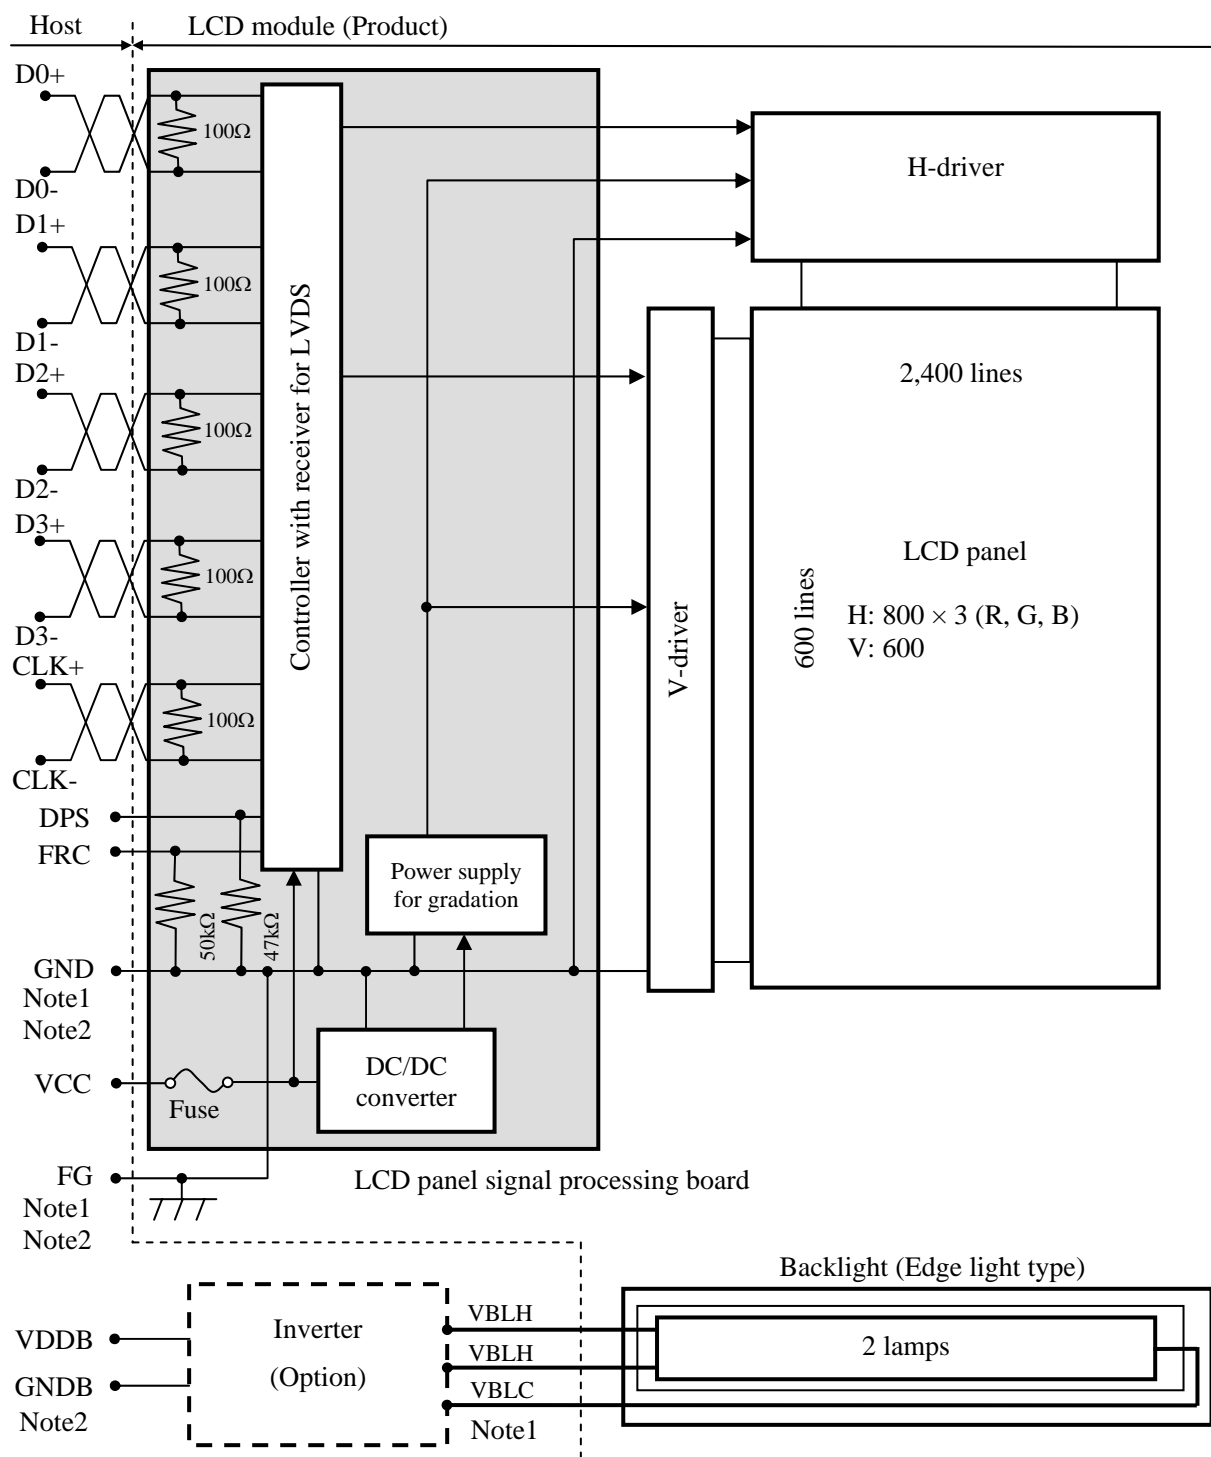 Host
LCD module (Product)
D0+
100Ω
D0-
H-driver
D1+
100Ω
D1-
D2+
100Ω
D2-
D3+
100Ω
D3-
CLK+
100Ω
CLK-
Controller with receiver for LVDS
2,400 lines
600 lines
LCD panel
H: 800 × 3 (R, G, B)
V: 600
V-driver
DPS
FRC
50kΩ
47kΩ
Power supply
for gradation
GND
Note1
Note2
VCC
Fuse
DC/DC
converter
FG
Note1
Note2
LCD panel signal processing board
Backlight (Edge light type)
VDDB
GNDB
Note2
Inverter
(Option)
VBLH
VBLH
VBLC
Note1
2 lamps